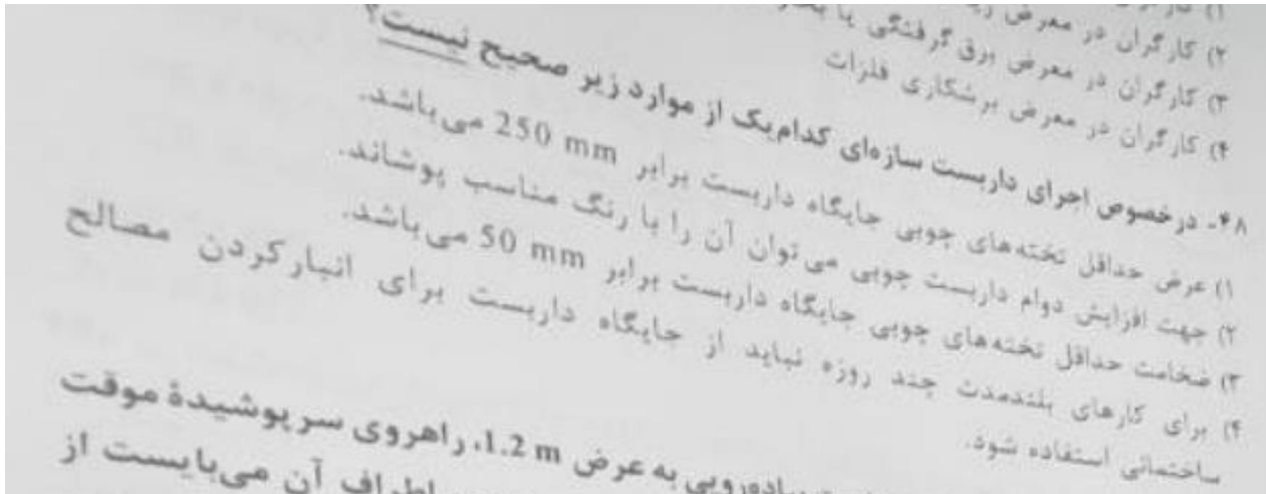 ۲) کارگران در معرض
۳) کارگران در معرض برق گرفتگی یا
۴) کارگران در معرض برشکاری فلزات
۴۸- درخصوص اجرای داربست سازه‌ای کدام‌یک از موارد زیر صحیح نیست؟
۱) عرض حداقل تخته‌های چوبی جایگاه داربست برابر 250 mm می‌باشد.
۲) جهت افزایش دوام داربست چوبی می‌توان آن را با رنگ مناسب پوشاند.
۳) ضخامت حداقل تخته‌های چوبی جایگاه داربست برابر 50 mm می‌باشد.
۴) برای کارهای بلندمدت چند روزه نباید از جایگاه داربست برای انبار کردن مصالح
ساختمانی استفاده شود.
پیاده‌رویی به عرض 1.2 m، راهروی سرپوشیدهٔ موقت
اطراف آن می‌بایست از